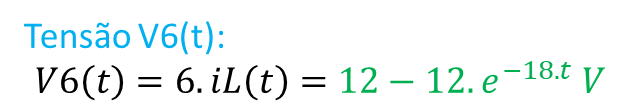 Tensão V6(t):
V6(t) = 6. iL(t) = 12 − 12. e^{−18.t} V